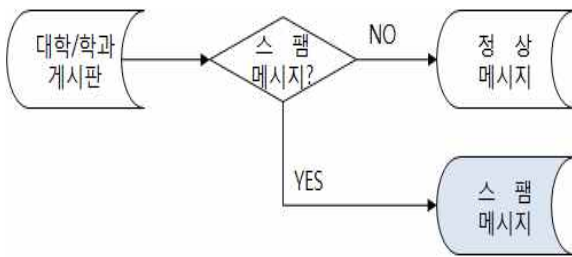 대학/학과
게시판
스 팸
메시지?
NO
정 상
메시지
YES
스 팸
메시지